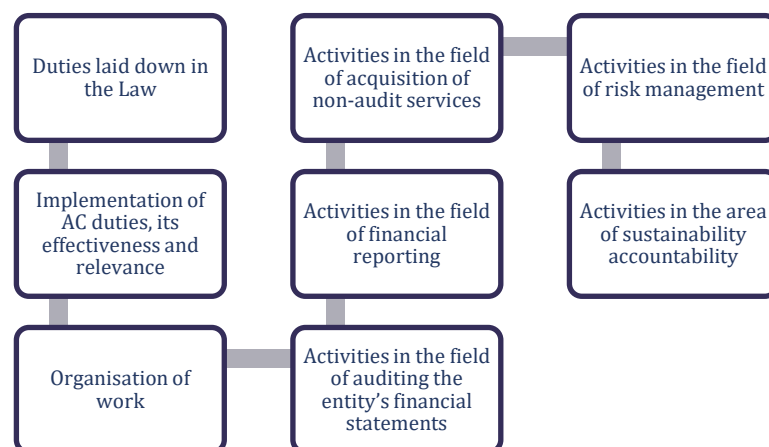 Duties laid down in
the Law
Implementation of
AC duties, its
effectiveness and
relevance
Organisation of
work
Activities in the field
of auditing the
entity's financial
statements
Activities in the field
of financial
reporting
Activities in the field
of acquisition of
non-audit services
Activities in the field
of risk management
Activities in the area
of sustainability
accountability